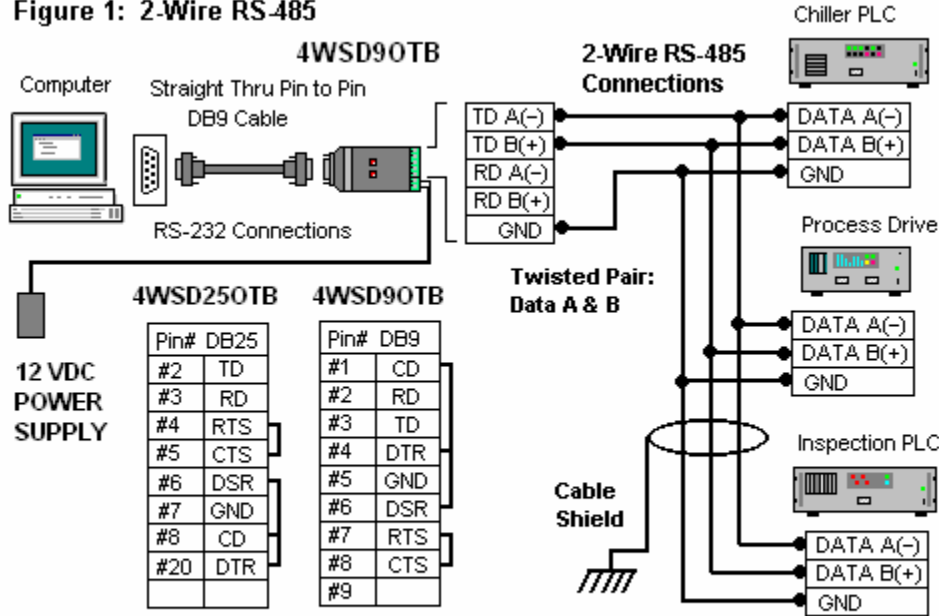 Figure 1: 2-Wire RS-485
Chiller PLC
4WSD9OTB
2-Wire RS-485
Connections
Computer
Straight Thru Pin to Pin
DB9 Cable
TD A(-)
TD B(+)
RD A(-)
RD B(+)
GND
DATA A(-)
DATA B(+)
GND
RS-232 Connections
Process Drive
Twisted Pair:
Data A & B
DATA A(-)
DATA B(+)
GND
12 VDC
POWER
SUPPLY
4WSD25OTB
Pin# DB25
#2 TD
#3 RD
#4 RTS
#5 CTS
#6 DSR
#7 GND
#8 CD
#20 DTR
4WSD9OTB
Pin# DB9
#1 CD
#2 RD
#3 TD
#4 DTR
#5 GND
#6 DSR
#7 RTS
#8 CTS
#9
Cable
Shield
Inspection PLC
DATA A(-)
DATA B(+)
GND